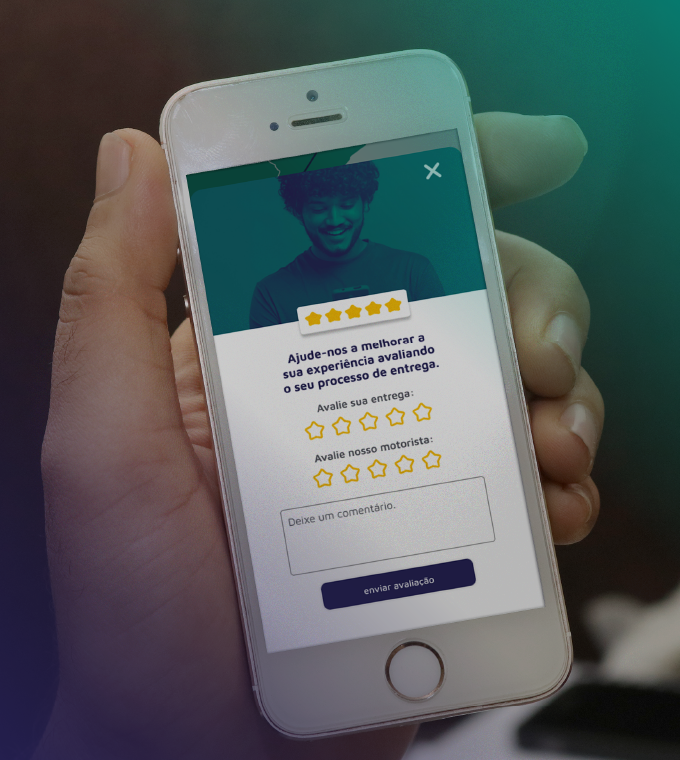 Ajude-nos a melhorar a
sua experiência avaliando
o seu processo de entrega.
Avalie sua entrega:
Avalie nosso motorista:
Deixe um comentário.
enviar avaliação